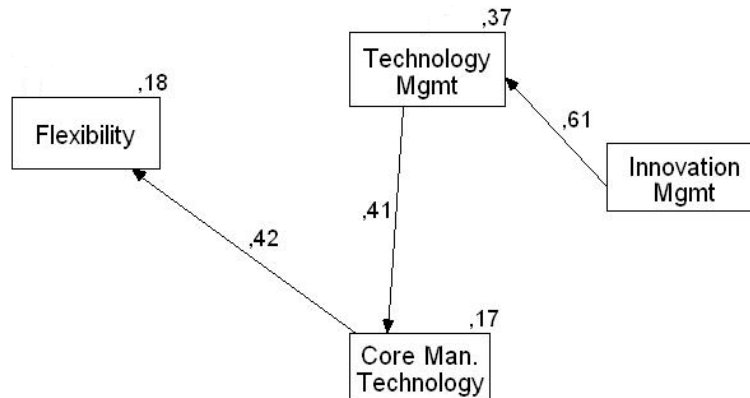 ,37
Technology
Mgmt
,18
Flexibility
,61
Innovation
Mgmt
,41
,42
,17
Core Man.
Technology